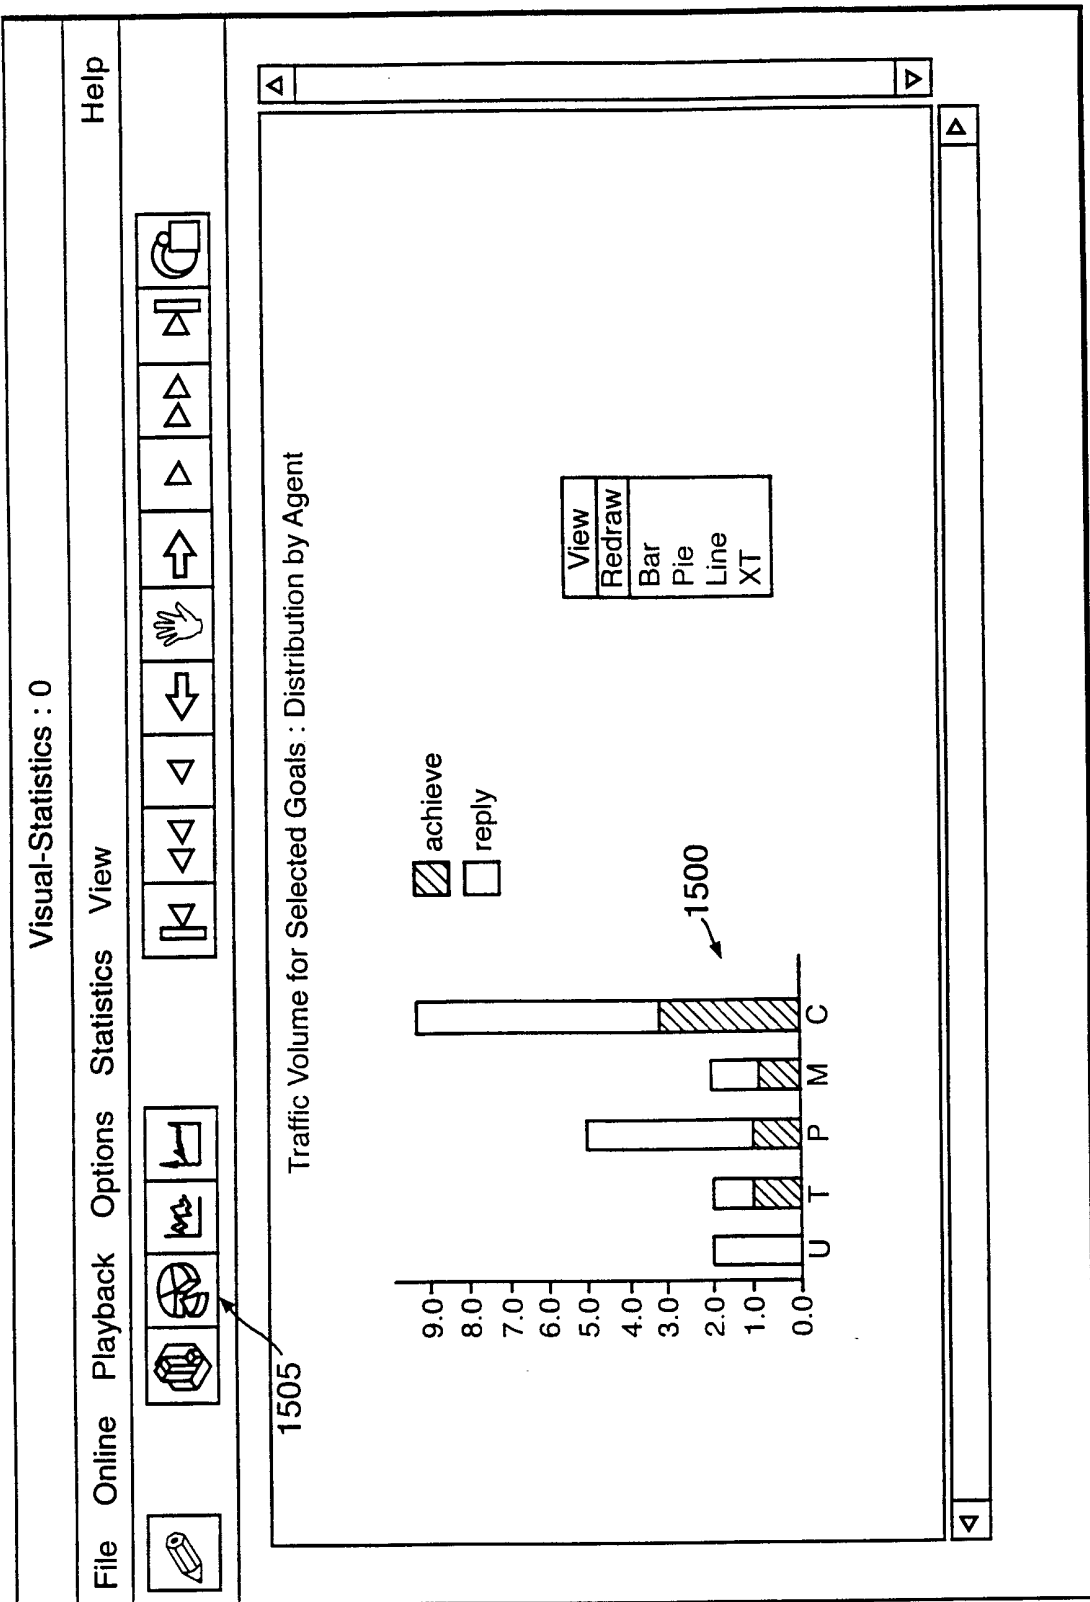 Visual-Statistics : 0
File Online Playback Options Statistics View Help
1505
Traffic Volume for Selected Goals : Distribution by Agent
achieve
reply
9.0
8.0
7.0
6.0
5.0
4.0
3.0
2.0
1.0
0.0
U T P M C
1500
View
Redraw
Bar
Pie
Line
XT